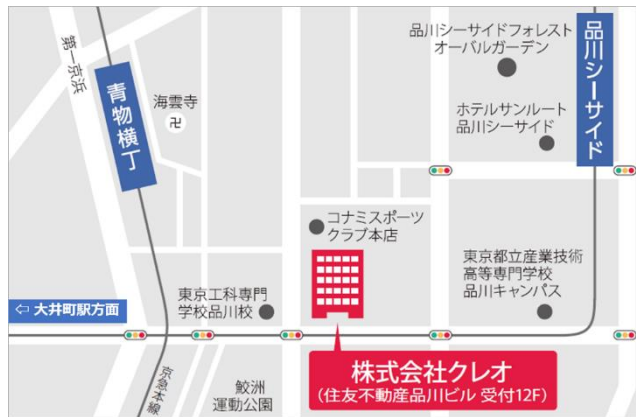 第一京浜
青物横丁
海雲寺
品川シーサイドフォレスト
オーバルガーデン
ホテルサンルート
品川シーサイド
品川シーサイド
コナミスポーツ
クラブ本店
東京都立産業技術
高等専門学校
品川キャンパス
⇦ 大井町駅方面
東京工科専門
学校品川校
京急本線
鮫洲
運動公園
株式会社クレオ
(住友不動産品川ビル 受付12F)